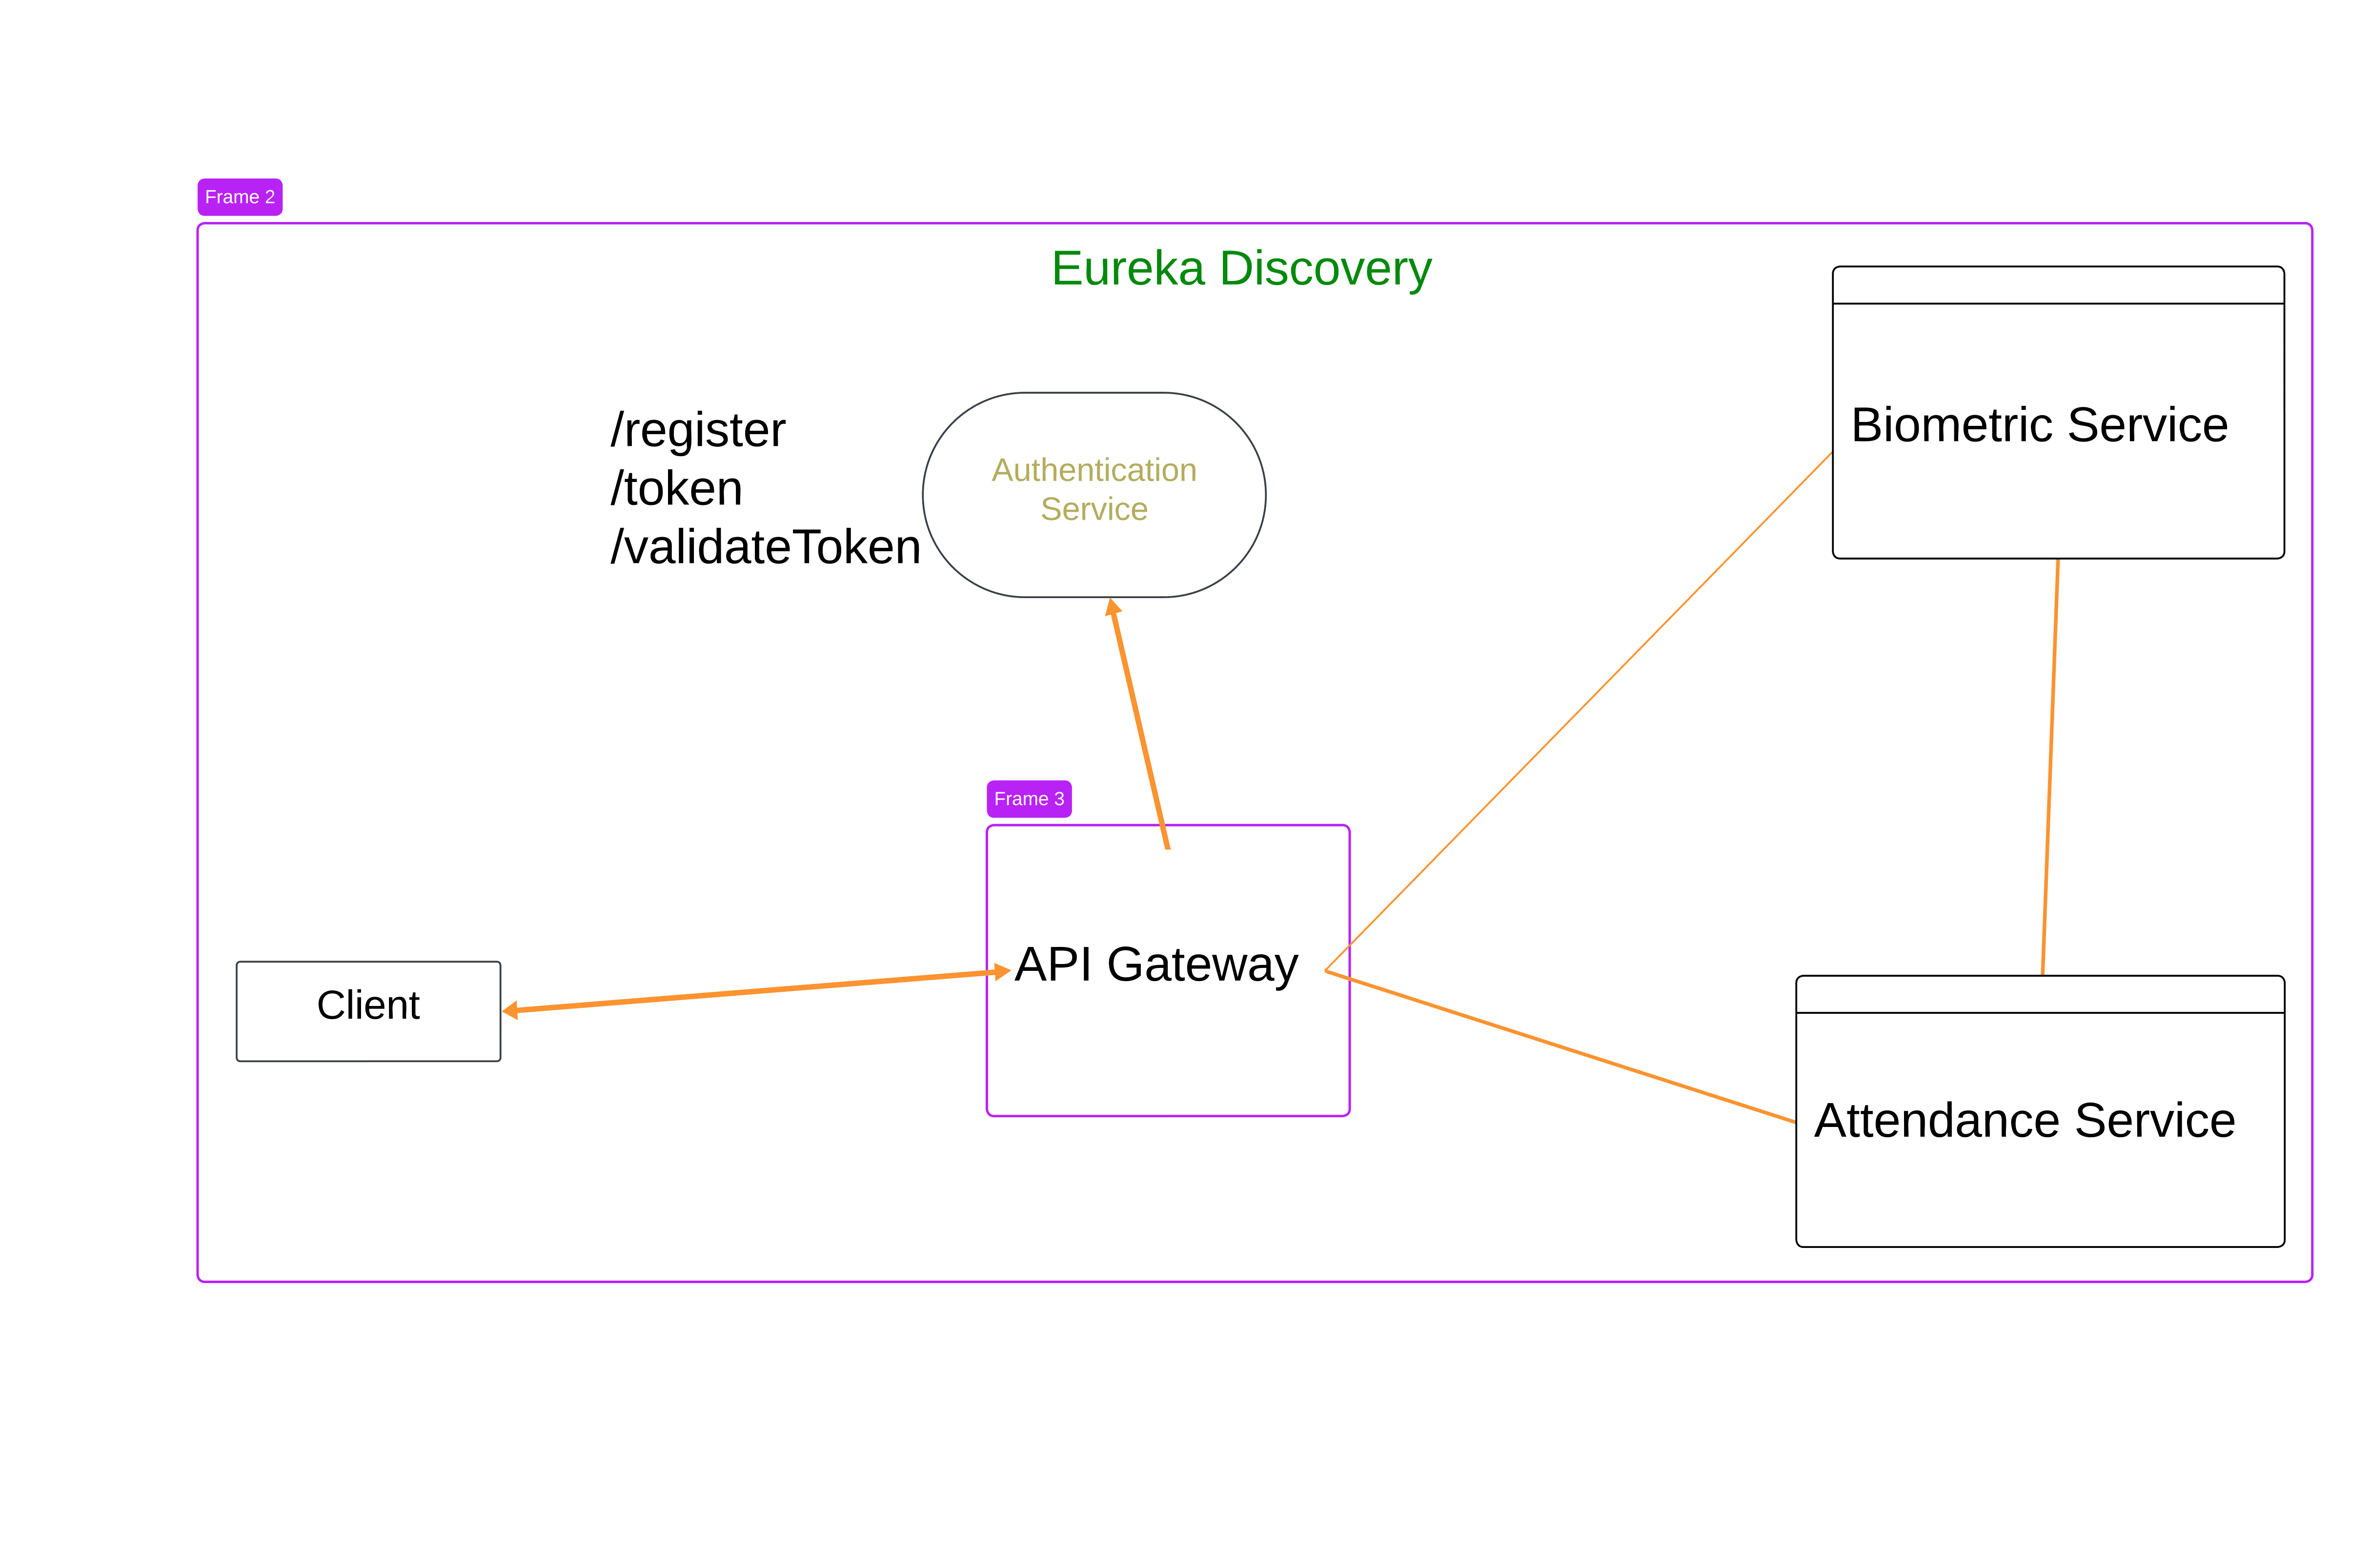 Frame 2
Eureka Discovery
/register
/token
/validateToken
Authentication
Service
Biometric Service
Frame 3
API Gateway
Client
Attendance Service